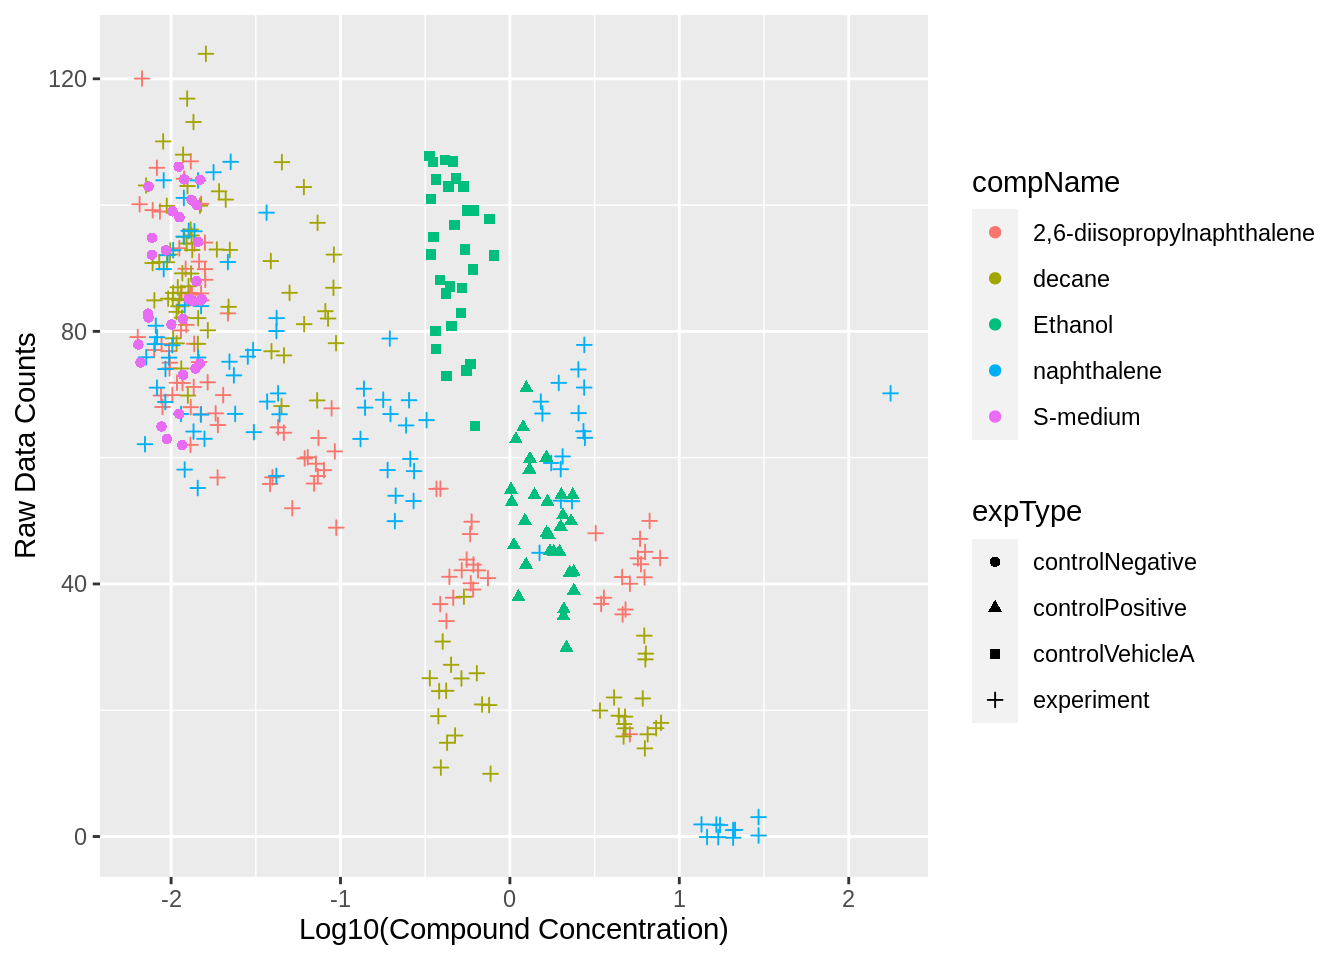 120
80
40
0
-2
-1
0
1
2
Log10(Compound Concentration)
Raw Data Counts
compName
2,6-diisopropylnaphthalene
decane
Ethanol
naphthalene
S-medium
expType
controlNegative
controlPositive
controlVehicleA
experiment